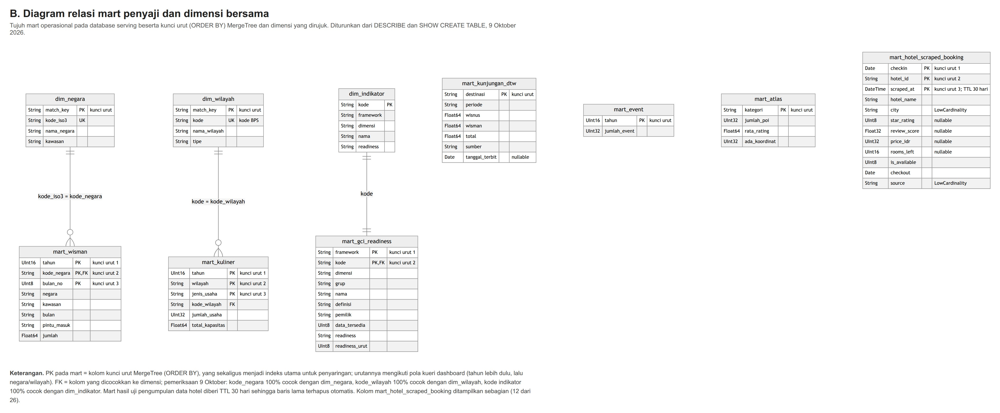 B. Diagram relasi mart penyaji dan dimensi bersama
Tujuh mart operasional pada database serving beserta kunci urut (ORDER BY) MergeTree dan dimensi yang dirujuk. Diturunkan dari DESCRIBE dan SHOW CREATE TABLE, 9 Oktober
2026.
dim_negara
String match_key PK kunci urut
String kode_iso3 UK
String nama_negara
String kawasan
kode_iso3 = kode_negara
mart_wisman
UInt16 tahun PK kunci urut 1
String kode_negara PK,FK kunci urut 2
UInt8 bulan_no PK kunci urut 3
String negara
String kawasan
String bulan
String pintu_masuk
Float64 jumlah
dim_wilayah
String match_key PK kunci urut
String kode UK kode BPS
String nama_wilayah
String tipe
kode = kode_wilayah
mart_kuliner
UInt16 tahun PK kunci urut 1
String wilayah PK kunci urut 2
String jenis_usaha PK kunci urut 3
String kode_wilayah FK
UInt32 jumlah_usaha
Float64 total_kapasitas
dim_indikator
String kode PK
String framework
String dimensi
String nama
String readiness
kode
mart_gci_readiness
String framework PK kunci urut 1
String kode PK,FK kunci urut 2
String dimensi
String grup
String nama
String definisi
String pemilik
UInt8 data_tersedia
String readiness
UInt8 readiness_urut
mart_kunjungan_dtw
String destinasi PK kunci urut
String periode
Float64 wisnus
Float64 wisman
Float64 total
String sumber
Date tanggal_terbit nullable
mart_event
UInt16 tahun PK kunci urut
UInt32 jumlah_event
mart_atlas
String kategori PK kunci urut
UInt32 jumlah_poi
Float64 rata_rating
UInt32 ada_koordinat
mart_hotel_scraped_booking
Date checkin PK kunci urut 1
String hotel_id PK kunci urut 2
DateTime scraped_at PK kunci urut 3; TTL 30 hari
String hotel_name
String city LowCardinality
UInt8 star_rating nullable
Float32 review_score nullable
UInt32 price_idr nullable
UInt16 rooms_left nullable
UInt8 is_available
Date checkout
String source LowCardinality
Keterangan. PK pada mart = kolom kunci urut MergeTree (ORDER BY), yang sekaligus menjadi indeks utama untuk penyaringan; urutannya mengikuti pola kueri dashboard (tahun lebih dulu, lalu
negara/wilayah). FK = kolom yang dicocokkan ke dimensi; pemeriksaan 9 Oktober: kode_negara 100% cocok dengan dim_negara, kode_wilayah 100% cocok dengan dim_wilayah, kode indikator
100% cocok dengan dim_indikator. Mart hasil uji pengumpulan data hotel diberi TTL 30 hari sehingga baris lama terhapus otomatis. Kolom mart_hotel_scraped_booking ditampilkan sebagian (12 dari
26).